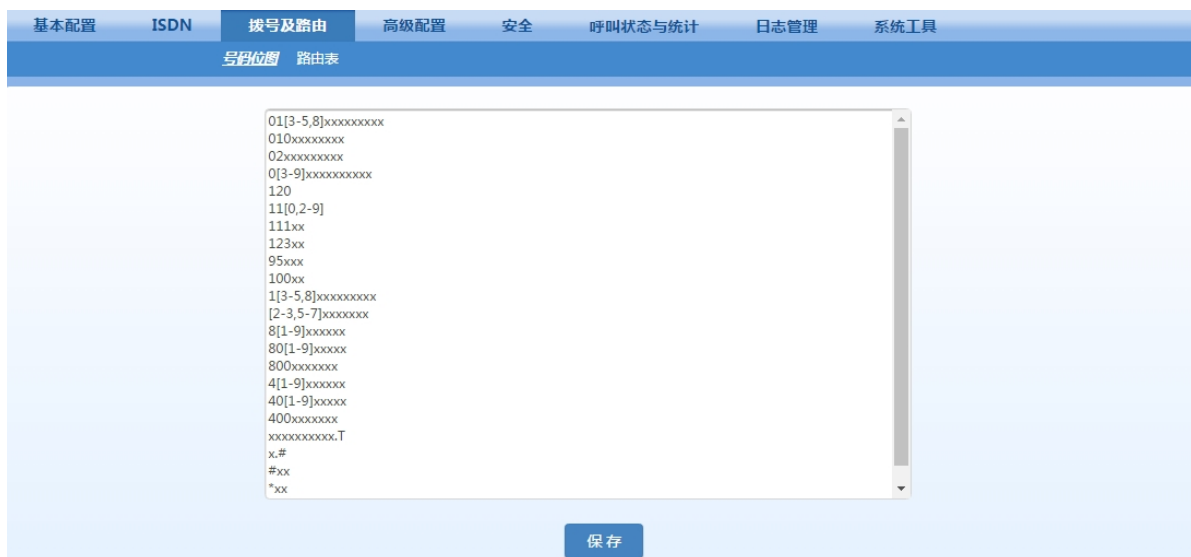 基本配置 ISDN 拨号及路由 高级配置 安全 呼叫状态与统计 日志管理 系统工具
号码位图 路由表
01[3-5,8]xxxxxxxxx
010xxxxxxxx
02xxxxxxxxx
0[3-9]xxxxxxxxxx
120
11[0,2-9]
111xx
123xx
95xxx
100xx
1[3-5,8]xxxxxxxxx
[2-3,5-7]xxxxxxx
8[1-9]xxxxxx
80[1-9]xxxxx
800xxxxxxx
4[1-9]xxxxxx
40[1-9]xxxxx
400xxxxxxx
xxxxxxxxxx.T
x.#
#xx
*xx
保存